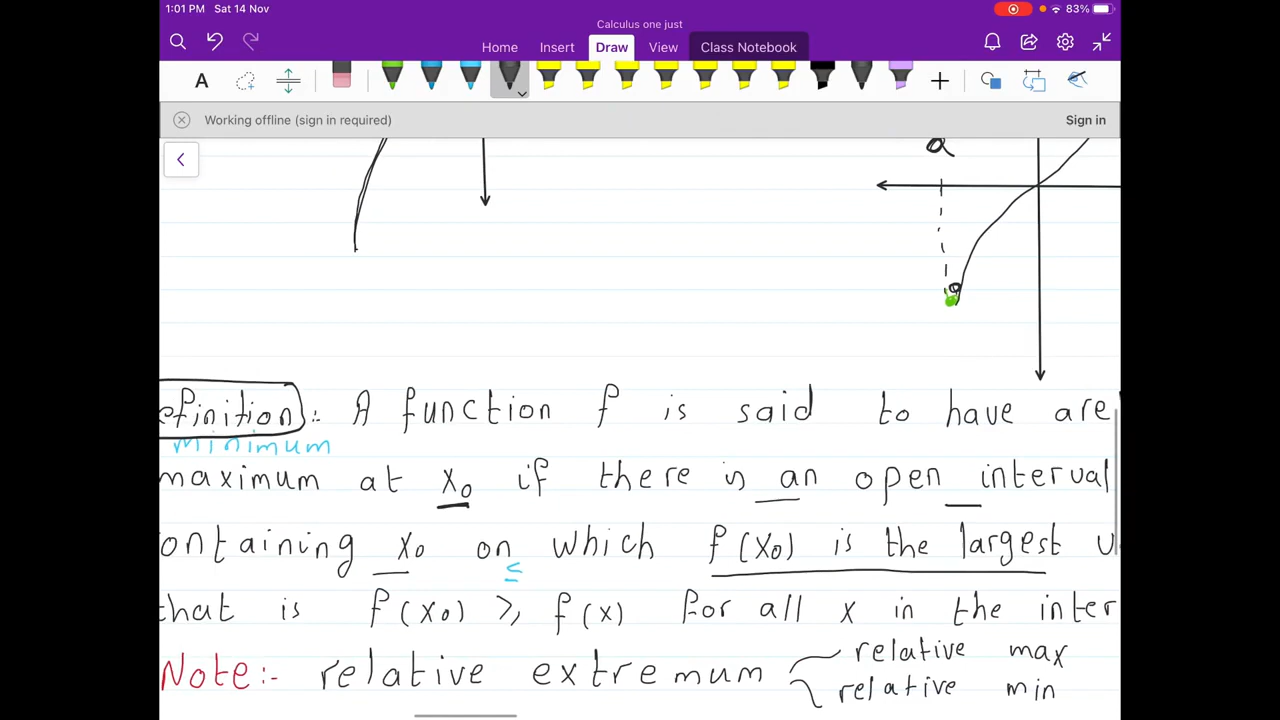 1:01 PM Sat 14 Nov
83%
Calculus one just
Home Insert Draw View Class Notebook
A
Working offline (sign in required)
Sign in
a
efinition:- A function f is said to have are
minimum
maximum at x₀ if there is an open interval
ontaining x₀ on which f(x₀) is the largest v
≤
that is f(x₀) ≥ f(x) for all x in the inter
Note:- relative extremum
relative max
relative min